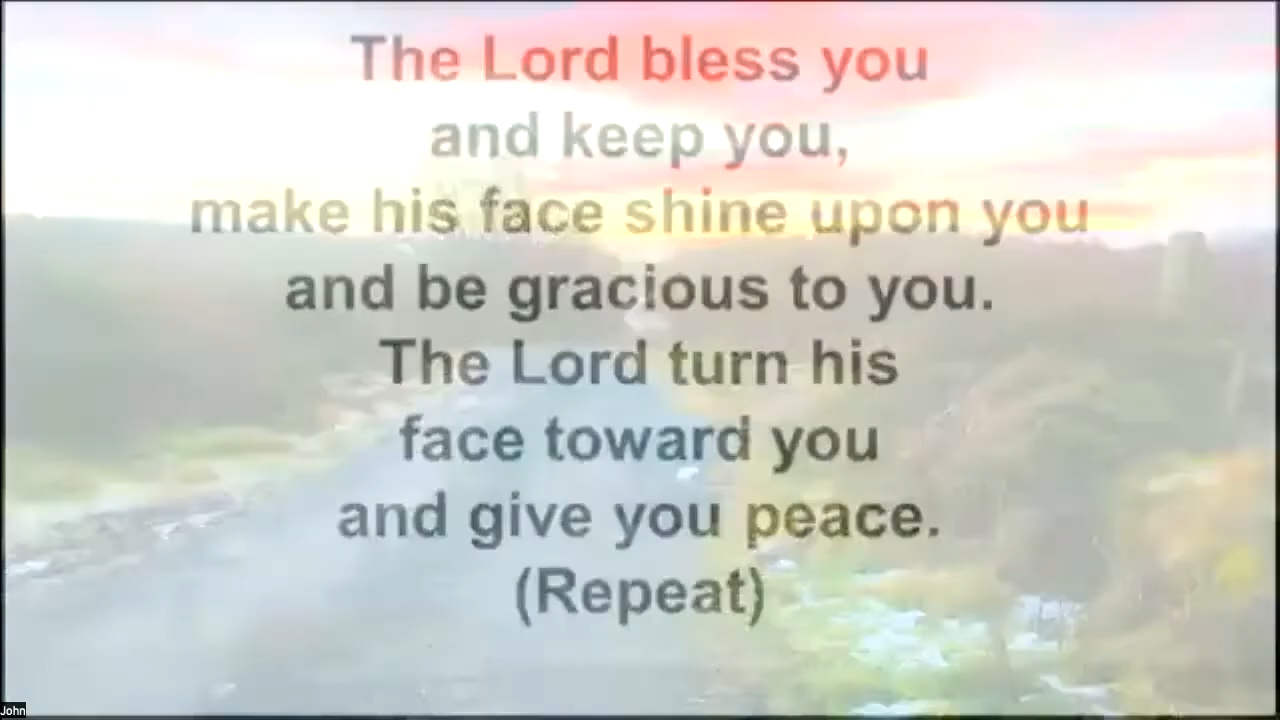 The Lord bless you
and keep you,
make his face shine upon you
and be gracious to you.
The Lord turn his
face toward you
and give you peace.
(Repeat)
John